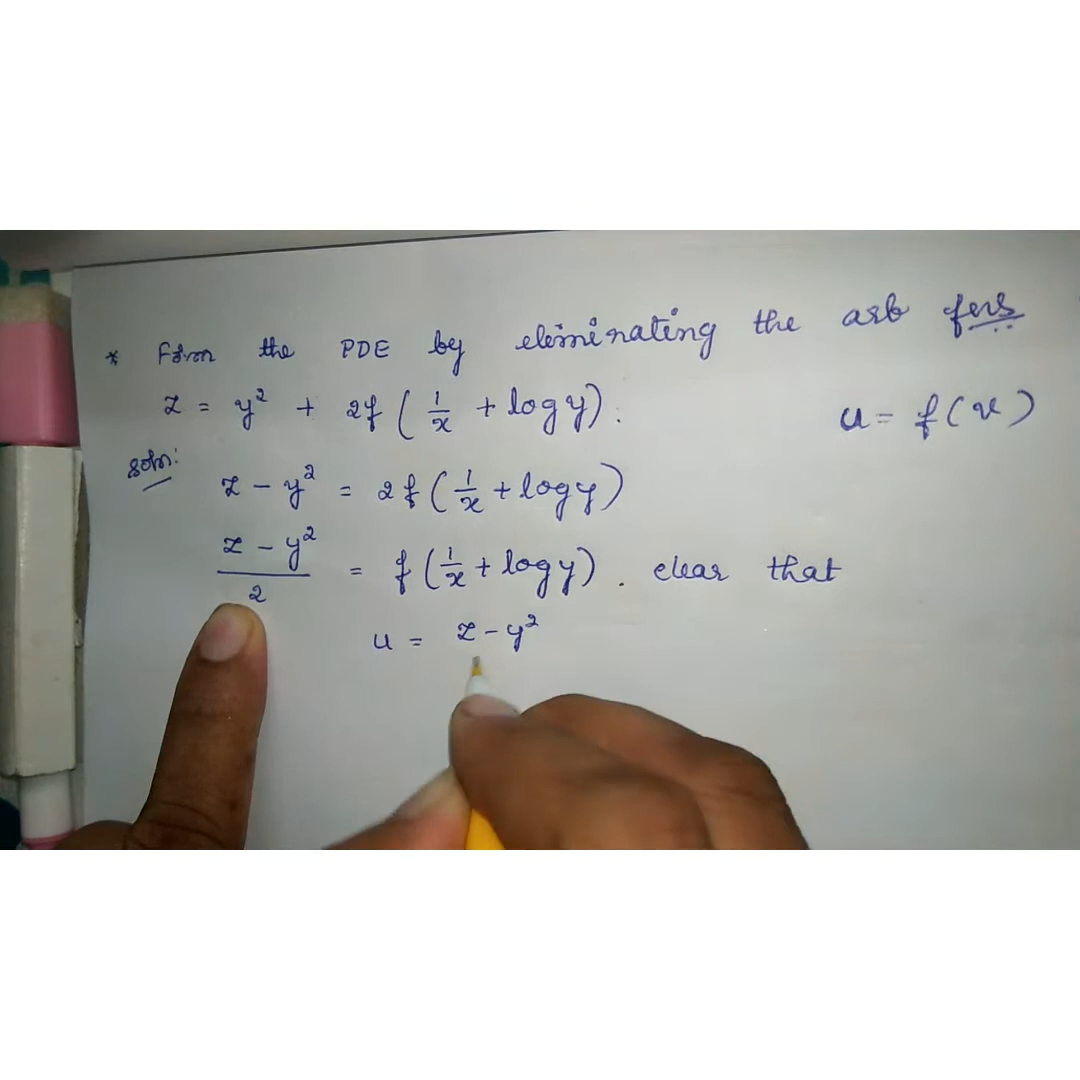 * Form the PDE by eliminating the arb fcns
z = y² + 2f (1/x + log y).
u = f(v)
soln:
z - y² = 2f (1/x + log y)
(z - y²)/2 = f (1/x + log y). clear that
u = z - y²